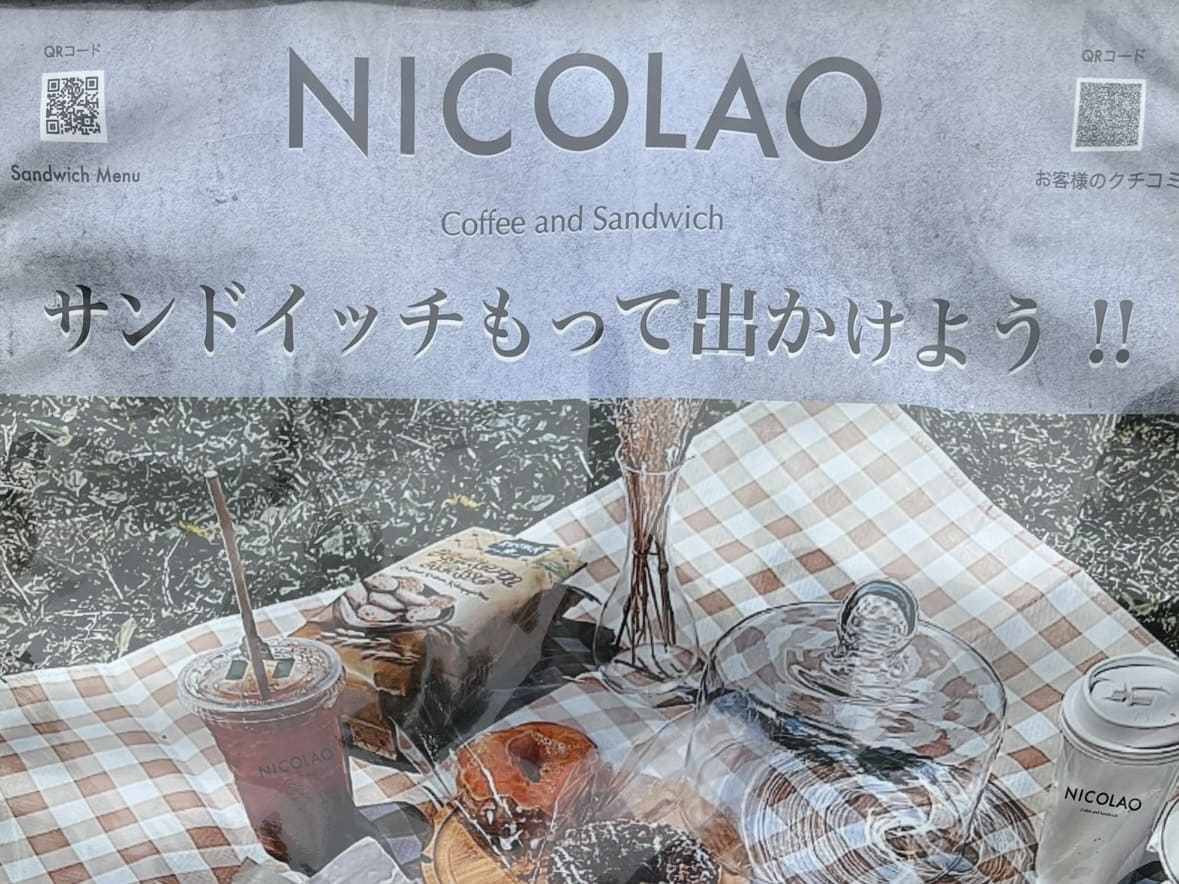 QRコード
Sandwich Menu
NICOLAO
Coffee and Sandwich
QRコード
お客様のクチコミ
サンドイッチもって出かけよう !!
NICOLAO
NICOLAO